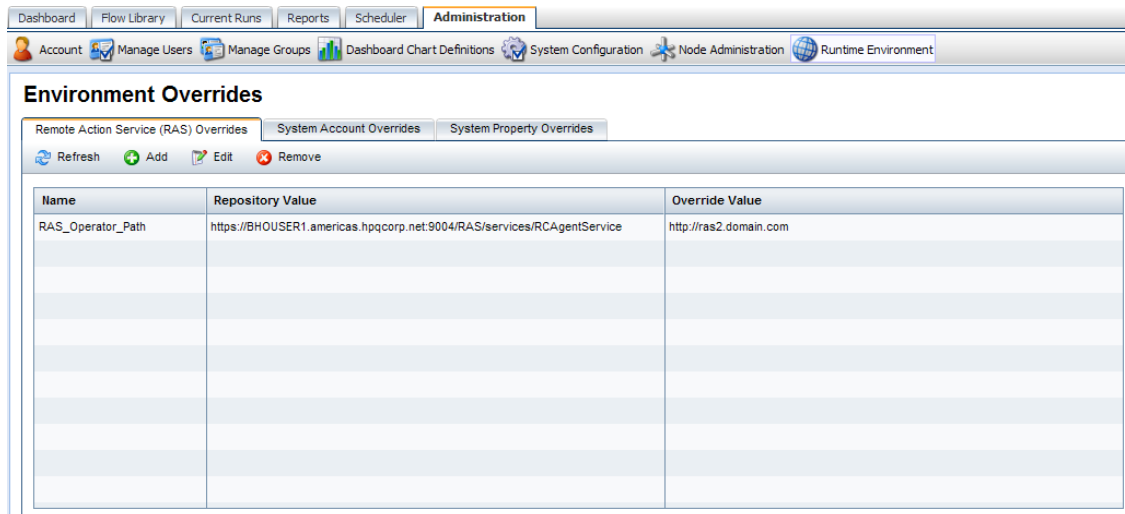 Dashboard Flow Library Current Runs Reports Scheduler Administration
Account Manage Users Manage Groups Dashboard Chart Definitions System Configuration Node Administration Runtime Environment
Environment Overrides
Remote Action Service (RAS) Overrides System Account Overrides System Property Overrides
Refresh Add Edit Remove
Name Repository Value Override Value
RAS_Operator_Path https://BHOUSER1.americas.hpqcorp.net:9004/RAS/services/RCAgentService http://ras2.domain.com